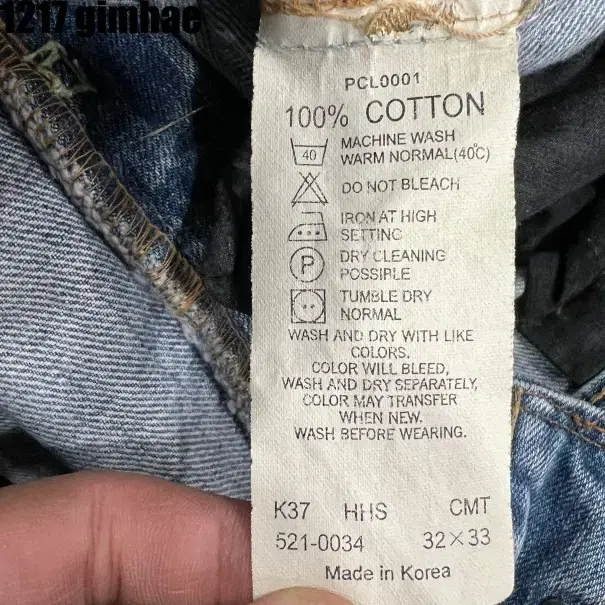 1217 gimhae
PCL0001
100% COTTON
40
MACHINE WASH
WARM NORMAL(40℃)
DO NOT BLEACH
IRON AT HIGH
SETTING
P
DRY CLEANING
POSSIBLE
TUMBLE DRY
NORMAL
WASH AND DRY WITH LIKE
COLORS.
COLOR WILL BLEED,
WASH AND DRY SEPARATELY,
COLOR MAY TRANSFER
WHEN NEW.
WASH BEFORE WEARING.
K37 HHS CMT
521-0034 32×33
Made in Korea